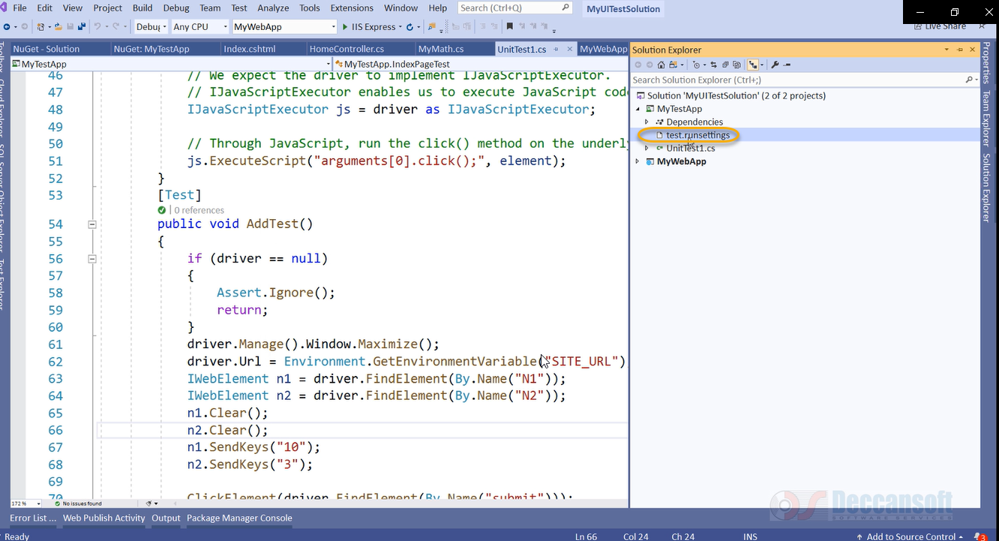 File Edit View Project Build Debug Team Test Analyze Tools Extensions Window Help Search (Ctrl+Q) MyUITestSolution
Debug Any CPU MyWebApp IIS Express Live Share
NuGet - Solution NuGet: MyTestApp Index.cshtml HomeController.cs MyMath.cs UnitTest1.cs MyWebApp
MyTestApp MyTestApp.IndexPageTest
46 // We expect the driver to implement IJavaScriptExecutor.
47 // IJavaScriptExecutor enables us to execute JavaScript code
48 IJavaScriptExecutor js = driver as IJavaScriptExecutor;
49
50 // Through JavaScript, run the click() method on the underly
51 js.ExecuteScript("arguments[0].click();", element);
52 }
53 [Test]
0 references
54 public void AddTest()
55 {
56 if (driver == null)
57 {
58 Assert.Ignore();
59 return;
60 }
61 driver.Manage().Window.Maximize();
62 driver.Url = Environment.GetEnvironmentVariable("SITE_URL")
63 IWebElement n1 = driver.FindElement(By.Name("N1"));
64 IWebElement n2 = driver.FindElement(By.Name("N2"));
65 n1.Clear();
66 n2.Clear();
67 n1.SendKeys("10");
68 n2.SendKeys("3");
69
70 ClickElement(driver.FindElement(By.Name("submit")));
172 % No issues found
Error List ... Web Publish Activity Output Package Manager Console
Ready Ln 66 Col 24 Ch 24 INS Add to Source Control 3
Solution Explorer
Search Solution Explorer (Ctrl+;)
Solution 'MyUITestSolution' (2 of 2 projects)
MyTestApp
Dependencies
test.runsettings
UnitTest1.cs
MyWebApp
Properties
Team Explorer
Solution Explorer
Toolbox
Cloud Explorer
SQL Server Object Explorer
Test Explorer
Deccansoft
SOFTWARE SERVICES